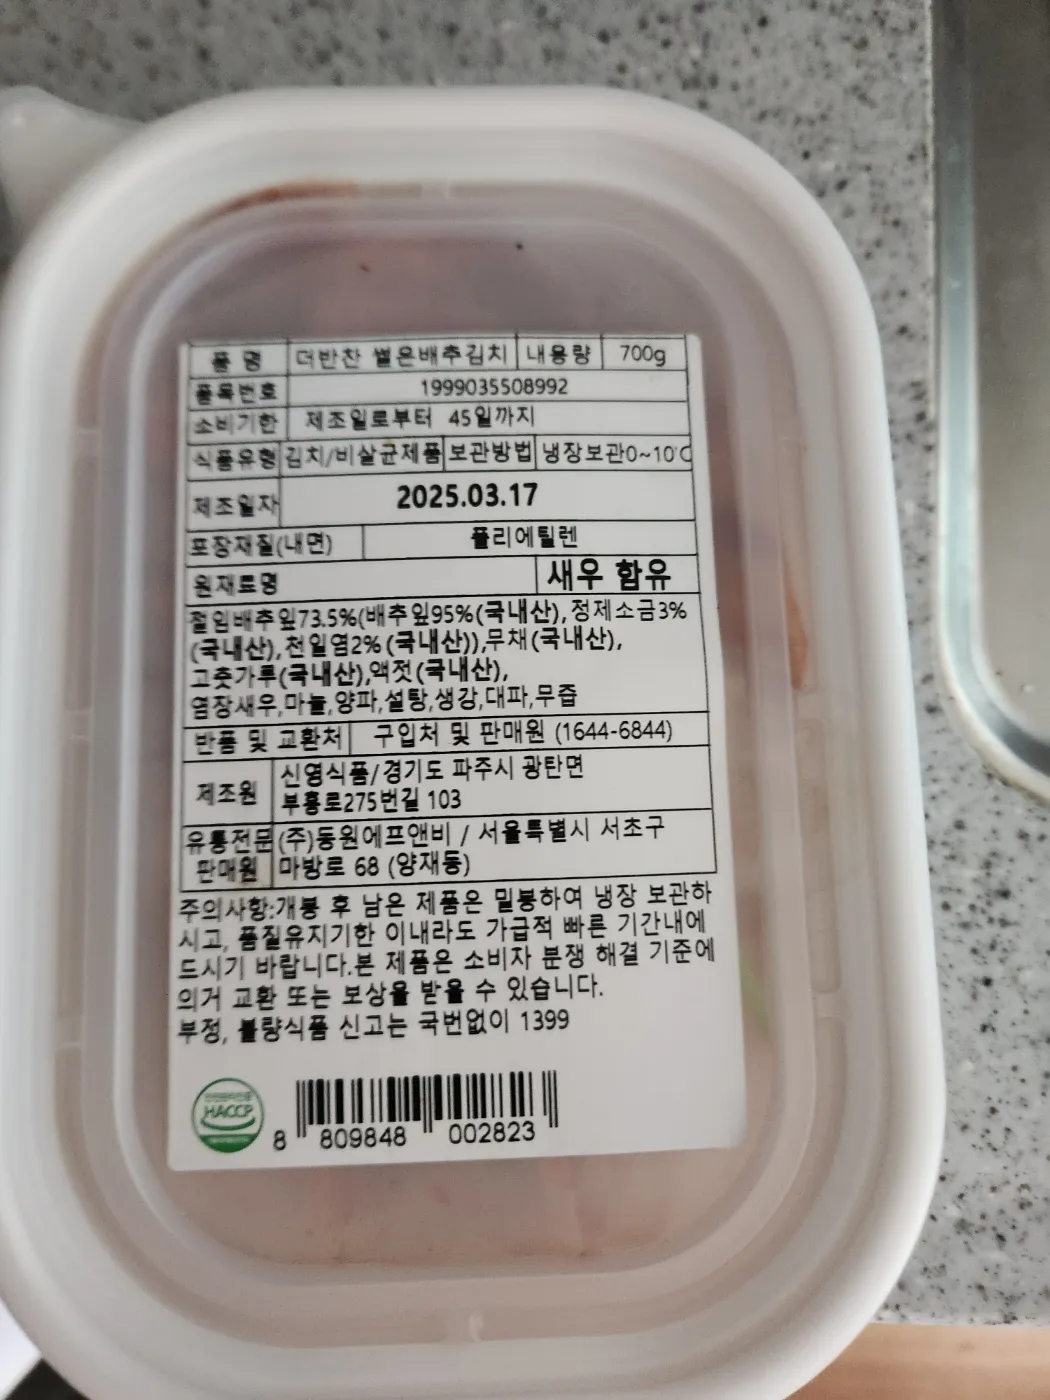 품 명 더반찬 썰은배추김치 내용량 700g
품목번호 1999035508992
소비기한 제조일로부터 45일까지
식품유형 김치/비살균제품 보관방법 냉장보관0~10℃
제조일자 2025.03.17
포장재질(내면) 폴리에틸렌
원재료명 새우 함유
절임배추잎73.5%(배추잎95%(국내산),정제소금3%
(국내산),천일염2%(국내산)),무채(국내산),
고춧가루(국내산),액젓(국내산),
염장새우,마늘,양파,설탕,생강,대파,무즙
반품 및 교환처 구입처 및 판매원 (1644-6844)
제조원 신영식품/경기도 파주시 광탄면
부흥로275번길 103
유통전문 (주)동원에프앤비 / 서울특별시 서초구
판매원 마방로 68 (양재동)
주의사항:개봉 후 남은 제품은 밀봉하여 냉장 보관하
시고, 품질유지기한 이내라도 가급적 빠른 기간내에
드시기 바랍니다.본 제품은 소비자 분쟁 해결 기준에
의거 교환 또는 보상을 받을 수 있습니다.
부정, 불량식품 신고는 국번없이 1399
HACCP
8 809848 002823